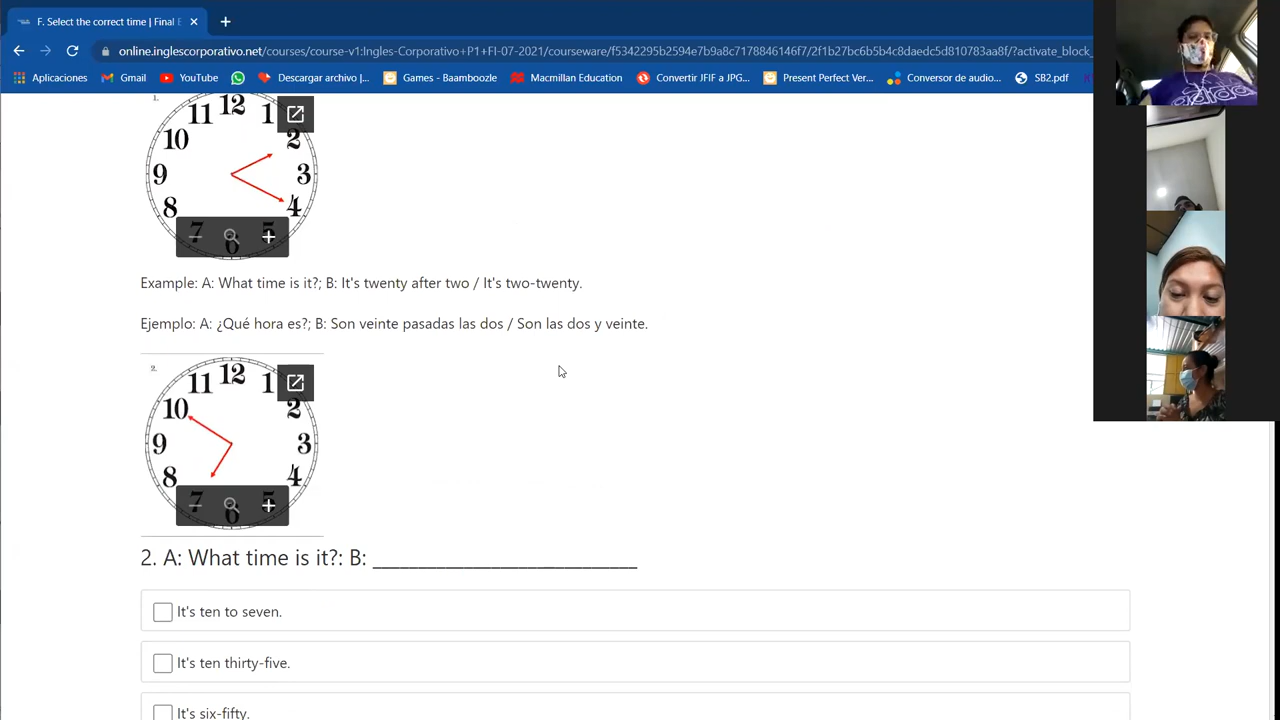 F. Select the correct time | Final E
online.inglescorporativo.net/courses/course-v1:Ingles-Corporativo+P1+FI-07-2021/courseware/f5342295b2594e7b9a8c7178846146f7/2f1b27bc6b5b4c8daedc5d810783aa8f/?activate_block_
Aplicaciones Gmail YouTube Descargar archivo |... Games - Baamboozle Macmillan Education Convertir JFIF a JPG... Present Perfect Ver... Conversor de audio... SB2.pdf
adidas
1.
11 12 1
10 2
9 3
8 4
7 6 5
Example: A: What time is it?; B: It's twenty after two / It's two-twenty.
Ejemplo: A: ¿Qué hora es?; B: Son veinte pasadas las dos / Son las dos y veinte.
2.
11 12 1
10 2
9 3
8 4
7 6 5
2. A: What time is it?: B: ________________________
It's ten to seven.
It's ten thirty-five.
It's six-fifty.